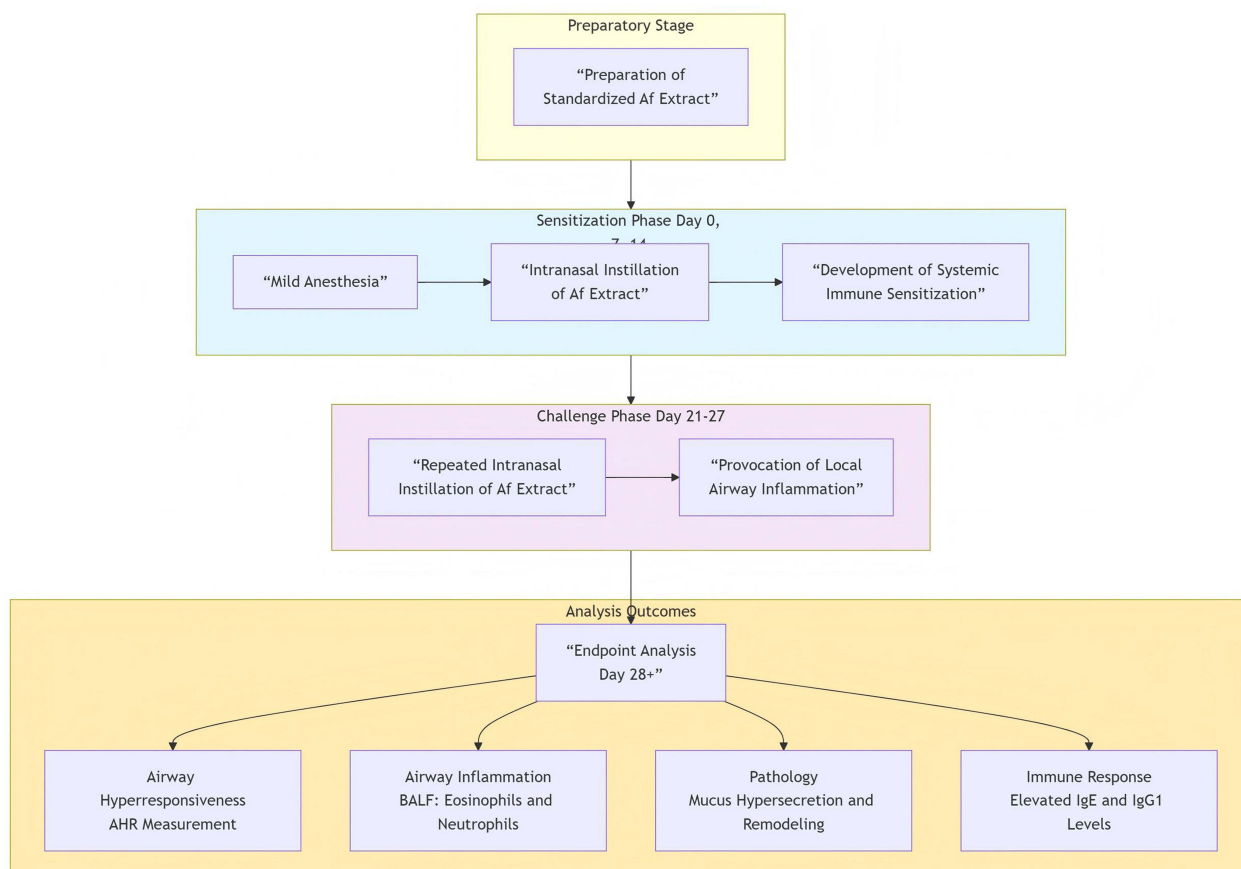 Preparatory Stage
“Preparation of
Standardized Af Extract”
Sensitization Phase Day 0,
“Mild Anesthesia”
“Intranasal Instillation
of Af Extract”
“Development of Systemic
Immune Sensitization”
Challenge Phase Day 21-27
“Repeated Intranasal
Instillation of Af Extract”
“Provocation of Local
Airway Inflammation”
Analysis Outcomes
“Endpoint Analysis
Day 28+”
Airway
Hyperresponsiveness
AHR Measurement
Airway Inflammation
BALF: Eosinophils and
Neutrophils
Pathology
Mucus Hypersecretion and
Remodeling
Immune Response
Elevated IgE and IgG1
Levels